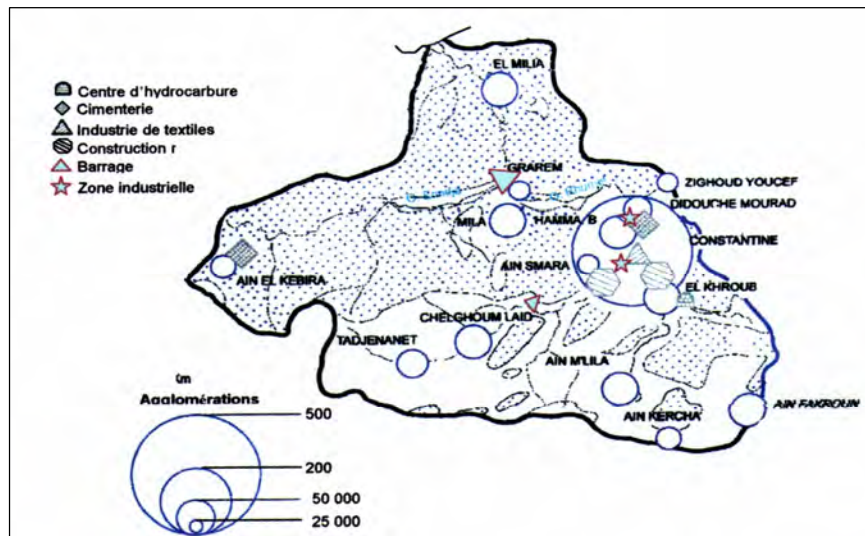 Centre d'hydrocarbure
Cimenterie
Industrie de textiles
Construction r
Barrage
Zone industrielle
EL MILIA
GRAREM
ZIGHOUD YOUCEF
DIDOUCHE MOURAD
MILA
HAMMA/B
CONSTANTINE
AIN SMARA
AIN EL KEBIRA
EL KHROUB
CHELGHOUM LAID
TADJENANET
AIN M'LILA
AIN KERCHA
AIN FAKROUN
Agglomérations
500
200
50 000
25 000